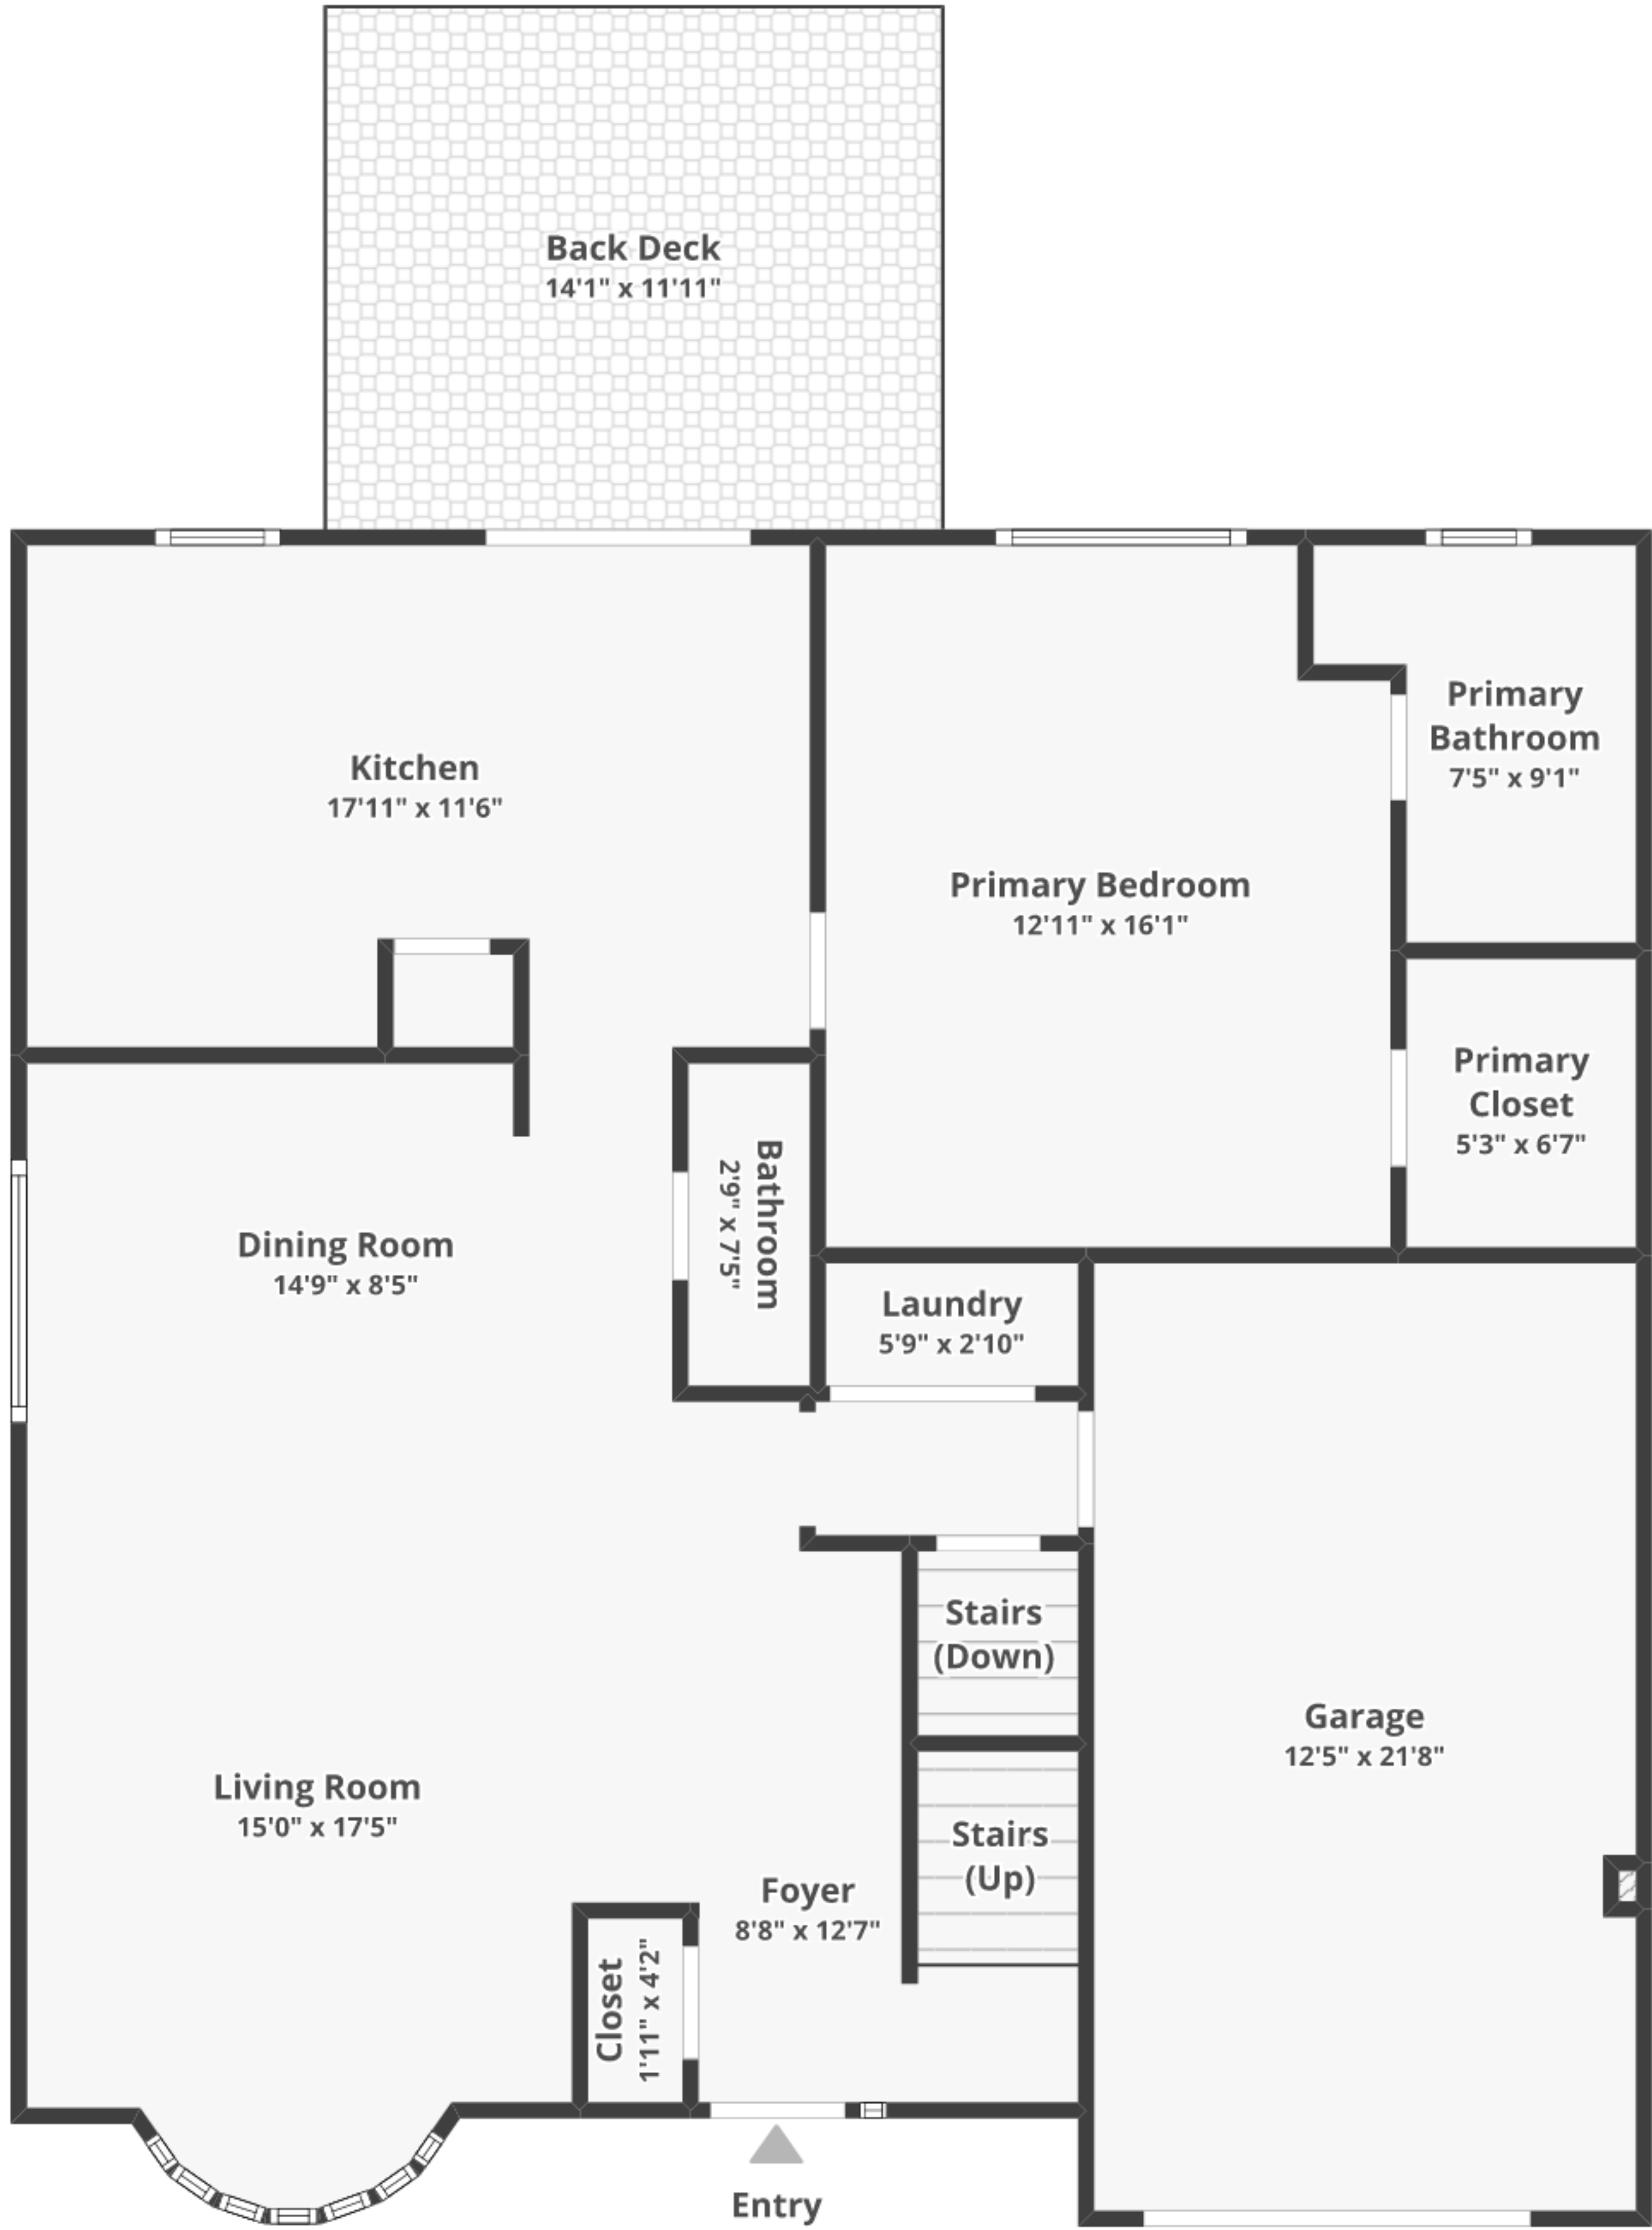 Back Deck
14'1" x 11'11"
Kitchen
17'11" x 11'6"
Primary
Bathroom
7'5" x 9'1"
Primary Bedroom
12'11" x 16'1"
Primary
Closet
5'3" x 6'7"
Dining Room
14'9" x 8'5"
Bathroom
2'9" x 7'5"
Laundry
5'9" x 2'10"
Stairs
(Down)
Garage
12'5" x 21'8"
Living Room
15'0" x 17'5"
Stairs
(Up)
Foyer
8'8" x 12'7"
Closet
1'11" x 4'2"
Entry